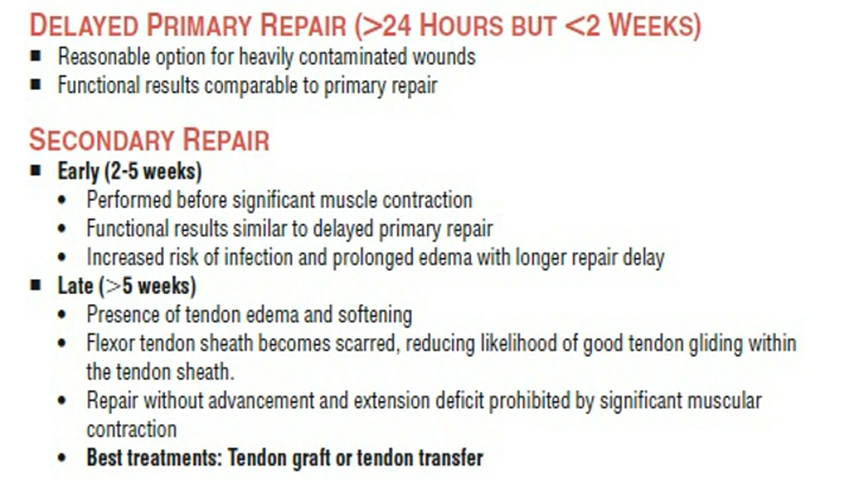 DELAYED PRIMARY REPAIR (>24 HOURS BUT <2 WEEKS)
■ Reasonable option for heavily contaminated wounds
■ Functional results comparable to primary repair
SECONDARY REPAIR
■ Early (2-5 weeks)
• Performed before significant muscle contraction
• Functional results similar to delayed primary repair
• Increased risk of infection and prolonged edema with longer repair delay
■ Late (>5 weeks)
• Presence of tendon edema and softening
• Flexor tendon sheath becomes scarred, reducing likelihood of good tendon gliding within
the tendon sheath.
• Repair without advancement and extension deficit prohibited by significant muscular
contraction
• Best treatments: Tendon graft or tendon transfer